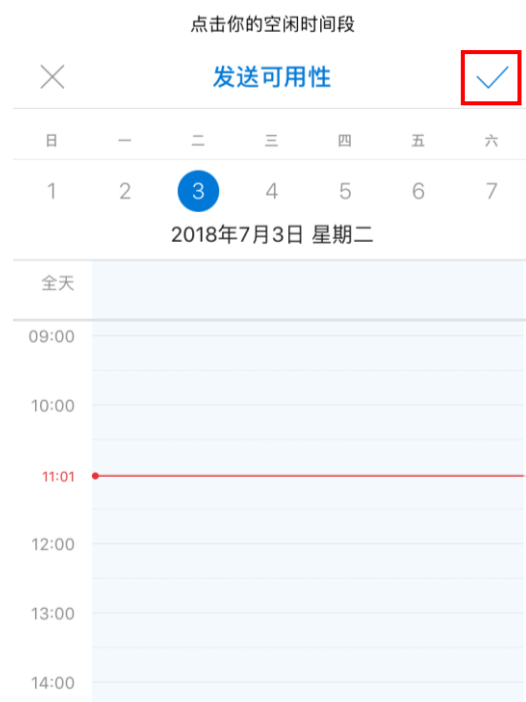 点击你的空闲时间段
发送可用性
日 一 二 三 四 五 六
1 2 3 4 5 6 7
2018年7月3日 星期二
全天
09:00
10:00
11:01
12:00
13:00
14:00